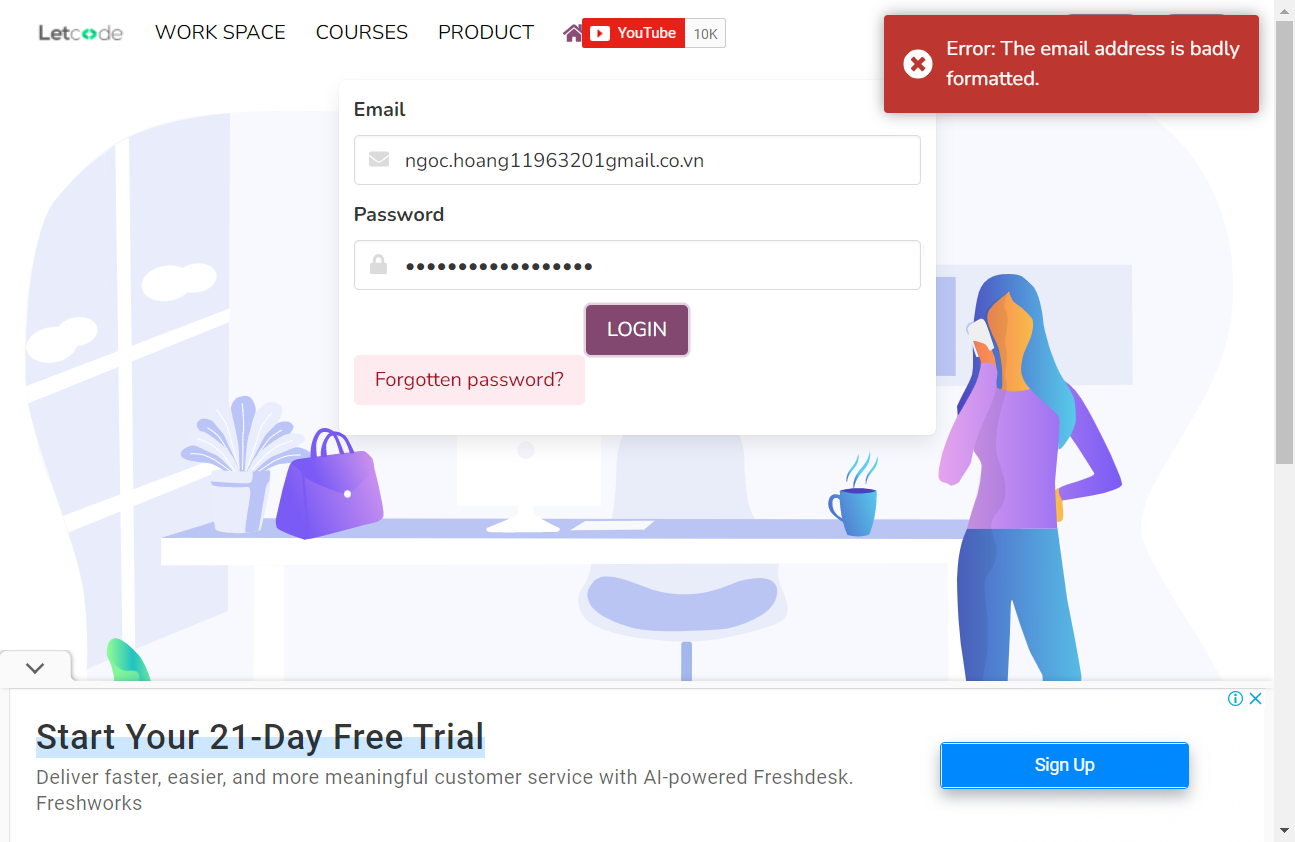 Letcode WORK SPACE COURSES PRODUCT YouTube 10K
Error: The email address is badly
formatted.
Email
ngoc.hoang11963201gmail.co.vn
Password
••••••••••••••••••
LOGIN
Forgotten password?
Start Your 21-Day Free Trial
Deliver faster, easier, and more meaningful customer service with AI-powered Freshdesk.
Freshworks
Sign Up